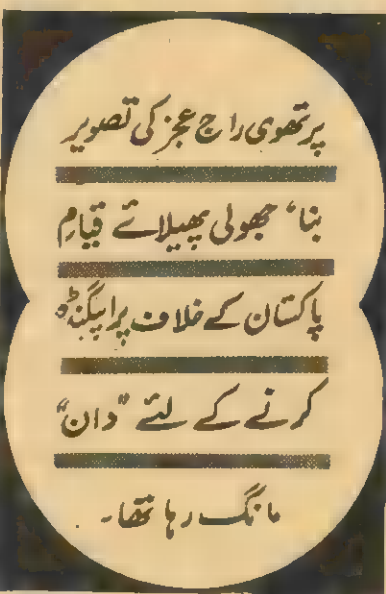 پرتھوی راج عجز کی تصویر
بنا، جھولی پھیلائے قیامِ
پاکستان کے خلاف پراپگنڈہ
کرنے کے لئے ”دان“
مانگ رہا تھا۔